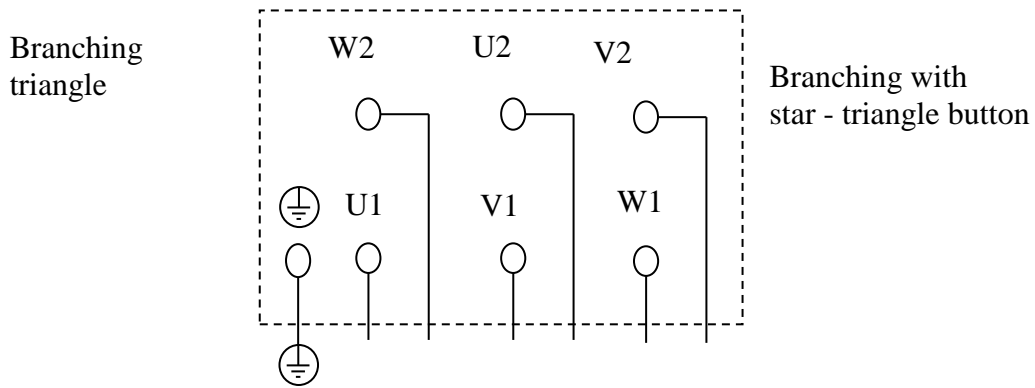 Branching
triangle
W2 U2 V2
Branching with
star - triangle button
U1 V1 W1